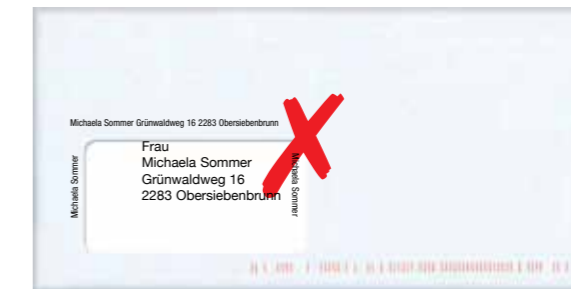 Michaela Sommer Grünwaldweg 16 2283 Obersiebenbrunn
Frau
Michaela Sommer
Grünwaldweg 16
2283 Obersiebenbrunn
Michaela Sommer
Michaela Sommer